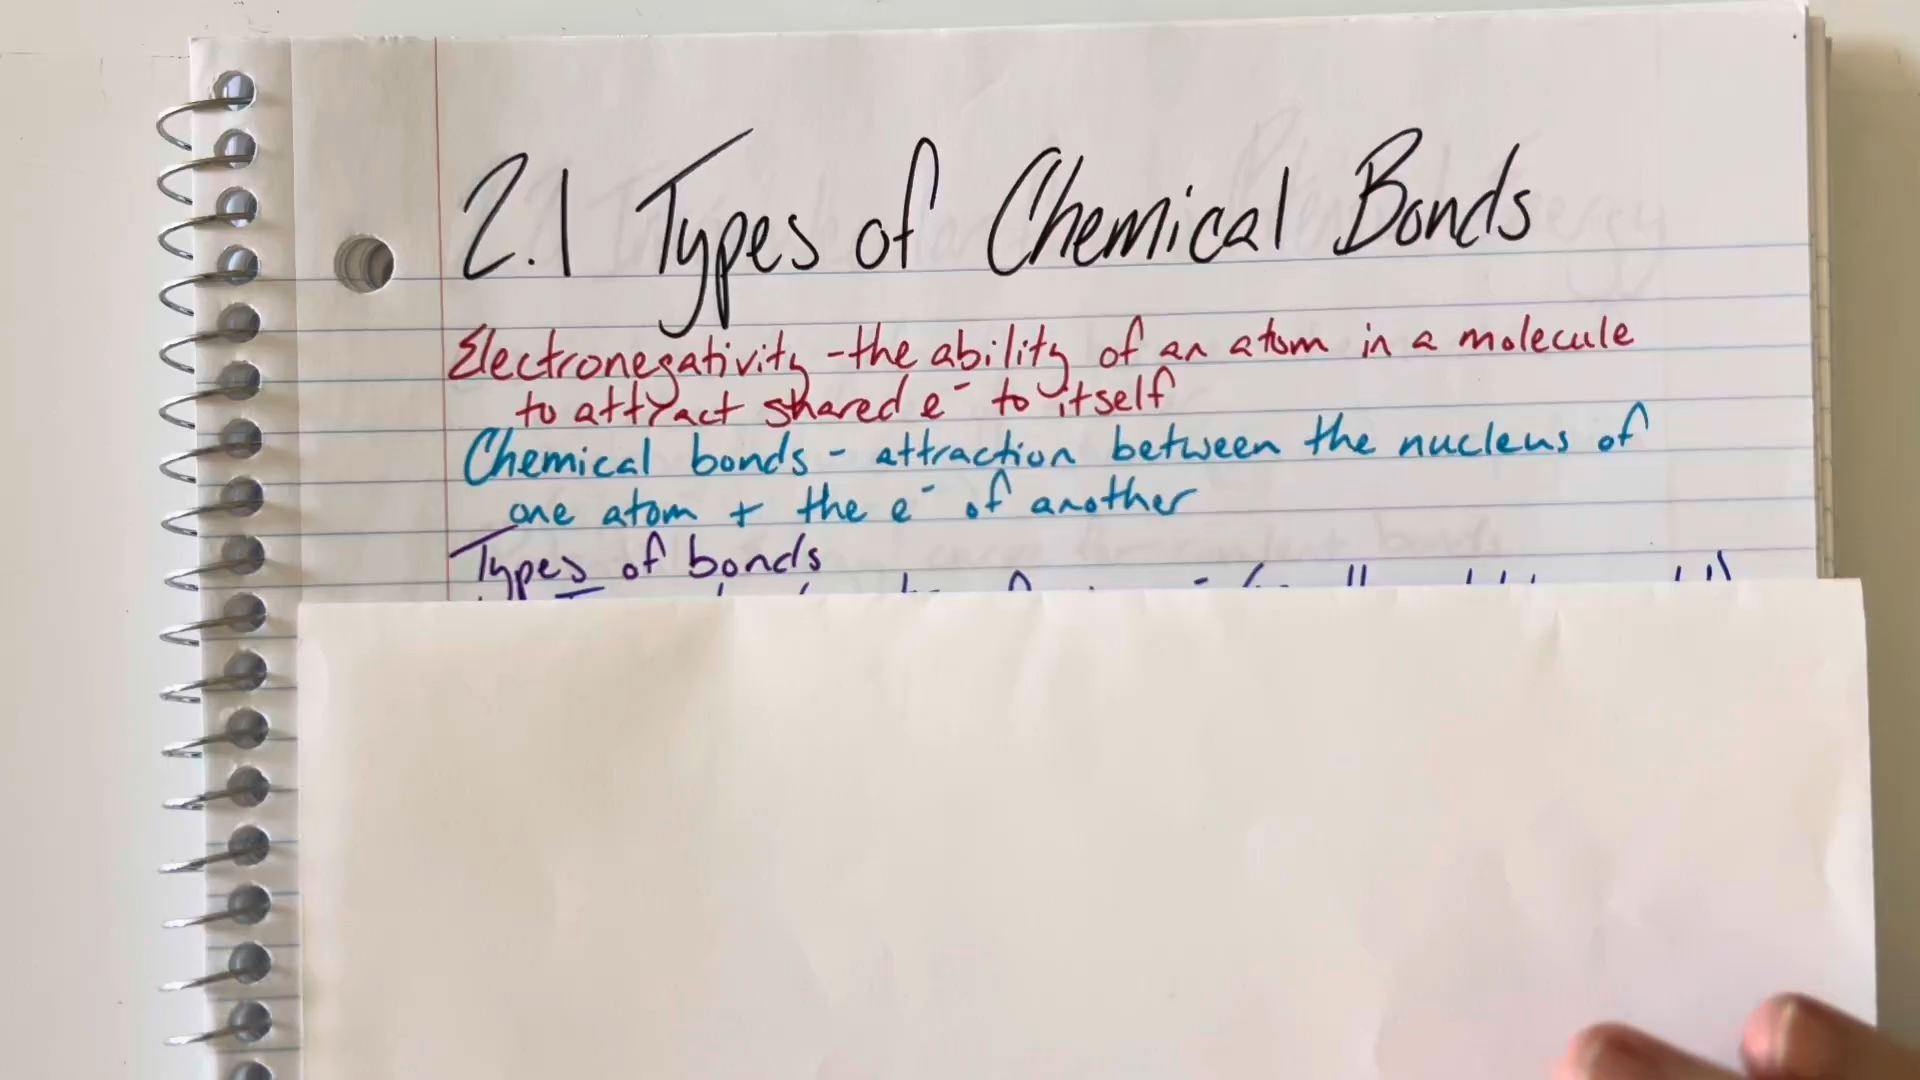 2.1 Types of Chemical Bonds
Electronegativity - the ability of an atom in a molecule
to attract shared e⁻ to itself
Chemical bonds - attraction between the nucleus of
one atom + the e⁻ of another
Types of bonds